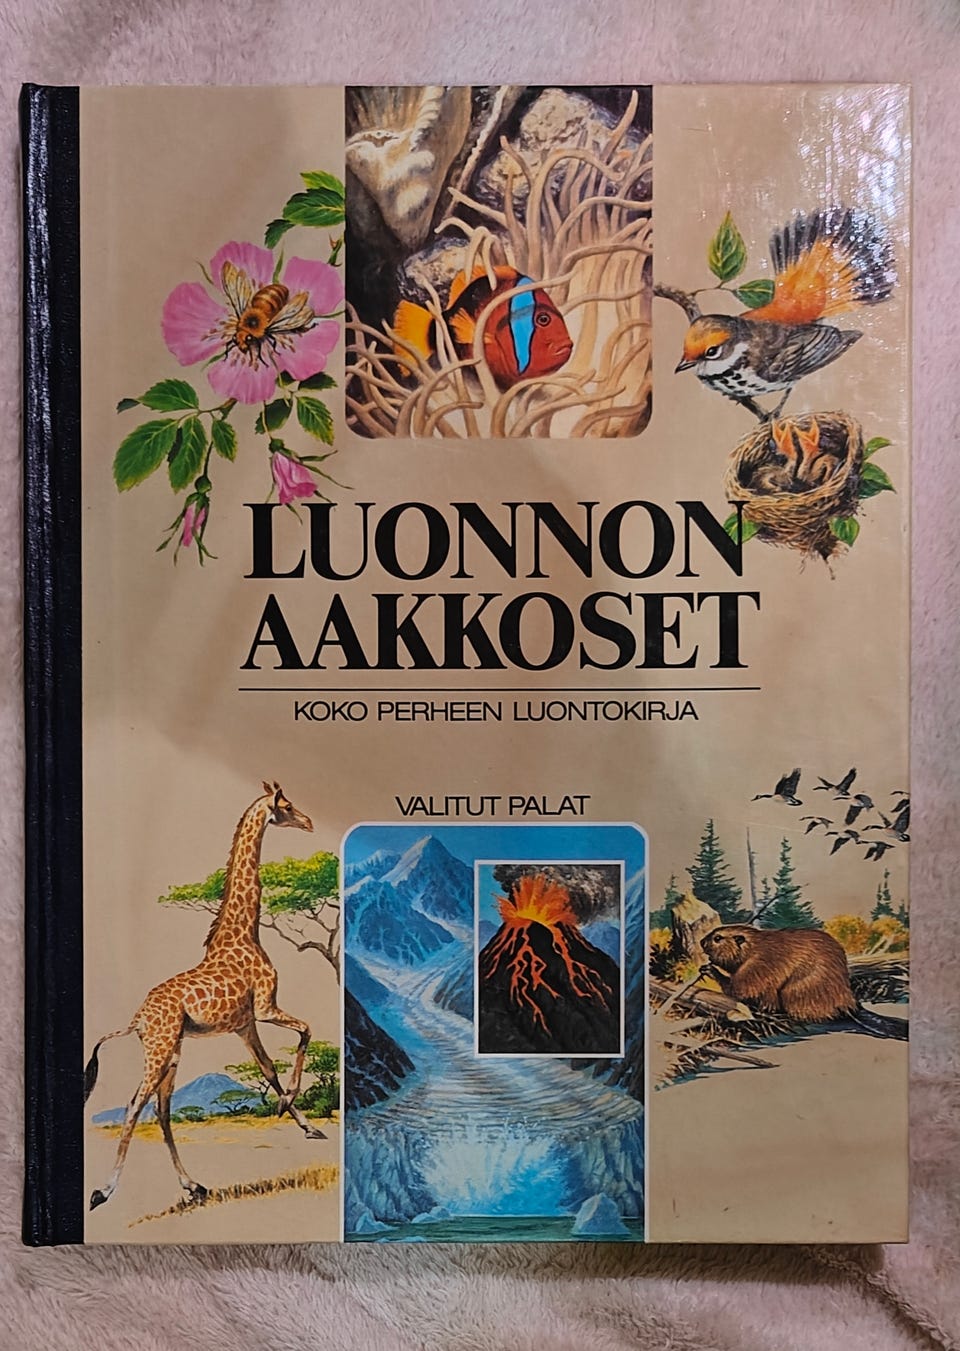 LUONNON
AAKKOSET
KOKO PERHEEN LUONTOKIRJA
VALITUT PALAT